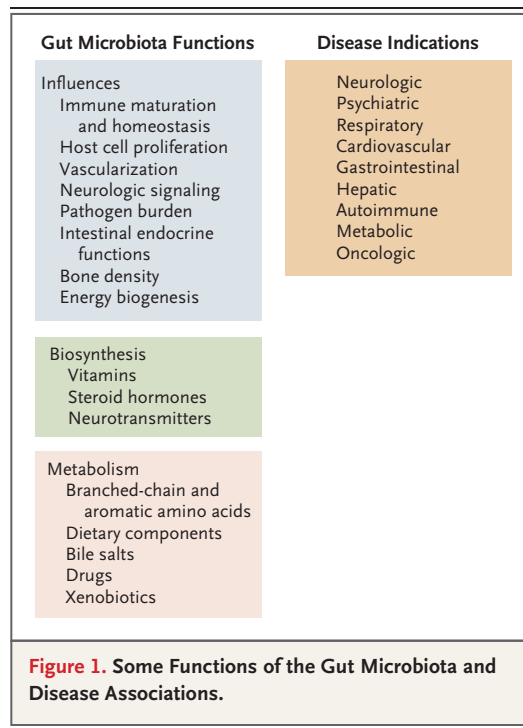 Gut Microbiota Functions
Influences
Immune maturation
and homeostasis
Host cell proliferation
Vascularization
Neurologic signaling
Pathogen burden
Intestinal endocrine
functions
Bone density
Energy biogenesis
Biosynthesis
Vitamins
Steroid hormones
Neurotransmitters
Metabolism
Branched-chain and
aromatic amino acids
Dietary components
Bile salts
Drugs
Xenobiotics
Disease Indications
Neurologic
Psychiatric
Respiratory
Cardiovascular
Gastrointestinal
Hepatic
Autoimmune
Metabolic
Oncologic
Figure 1. Some Functions of the Gut Microbiota and
Disease Associations.